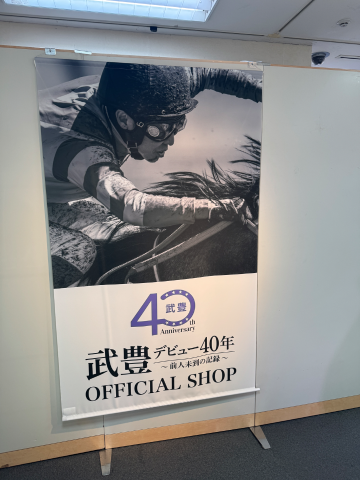 40th
武豊
Anniversary
武豊デビュー40年
～前人未到の記録～
OFFICIAL SHOP